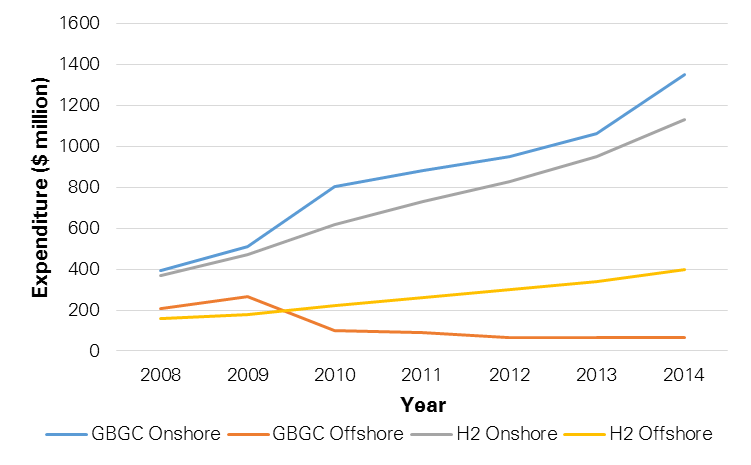 1600
1400
1200
1000
800
600
400
200
0
Expenditure ($ million)
2008 2009 2010 2011 2012 2013 2014
Year
GBGC Onshore GBGC Offshore H2 Onshore H2 Offshore